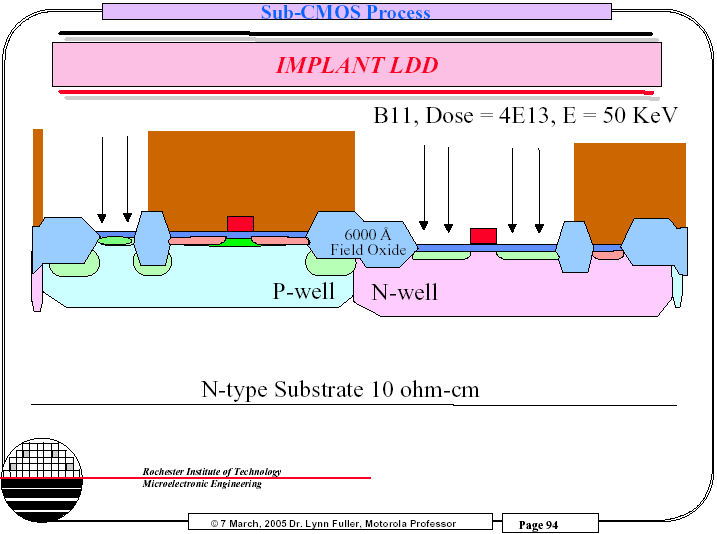 Sub-CMOS Process
IMPLANT LDD
B11, Dose = 4E13, E = 50 KeV
6000 Å
Field Oxide
P-well
N-well
N-type Substrate 10 ohm-cm
Rochester Institute of Technology
Microelectronic Engineering
© 7 March, 2005 Dr. Lynn Fuller, Motorola Professor
Page 94